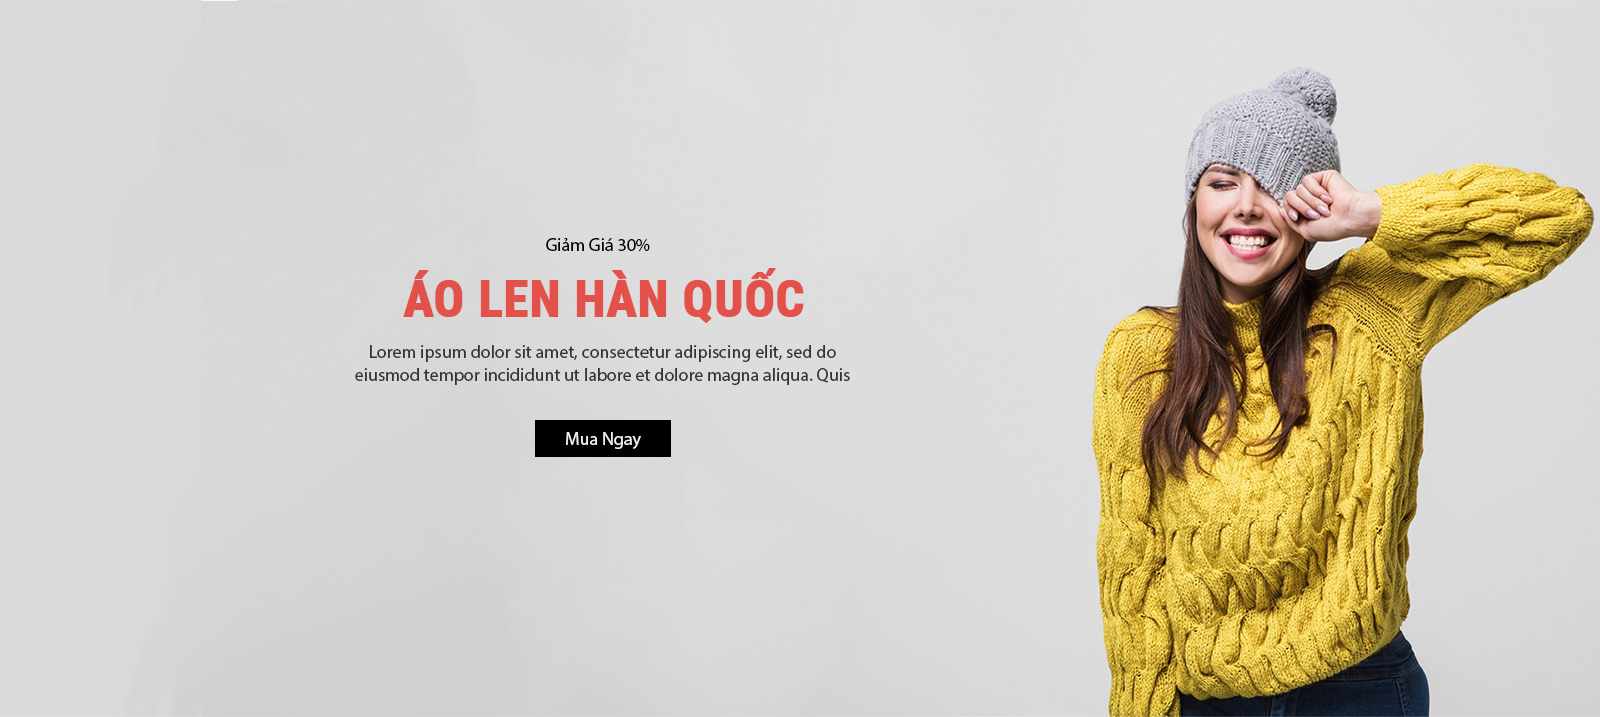 Giảm Giá 30%
ÁO LEN HÀN QUỐC
Lorem ipsum dolor sit amet, consectetur adipiscing elit, sed do
eiusmod tempor incididunt ut labore et dolore magna aliqua. Quis
Mua Ngay